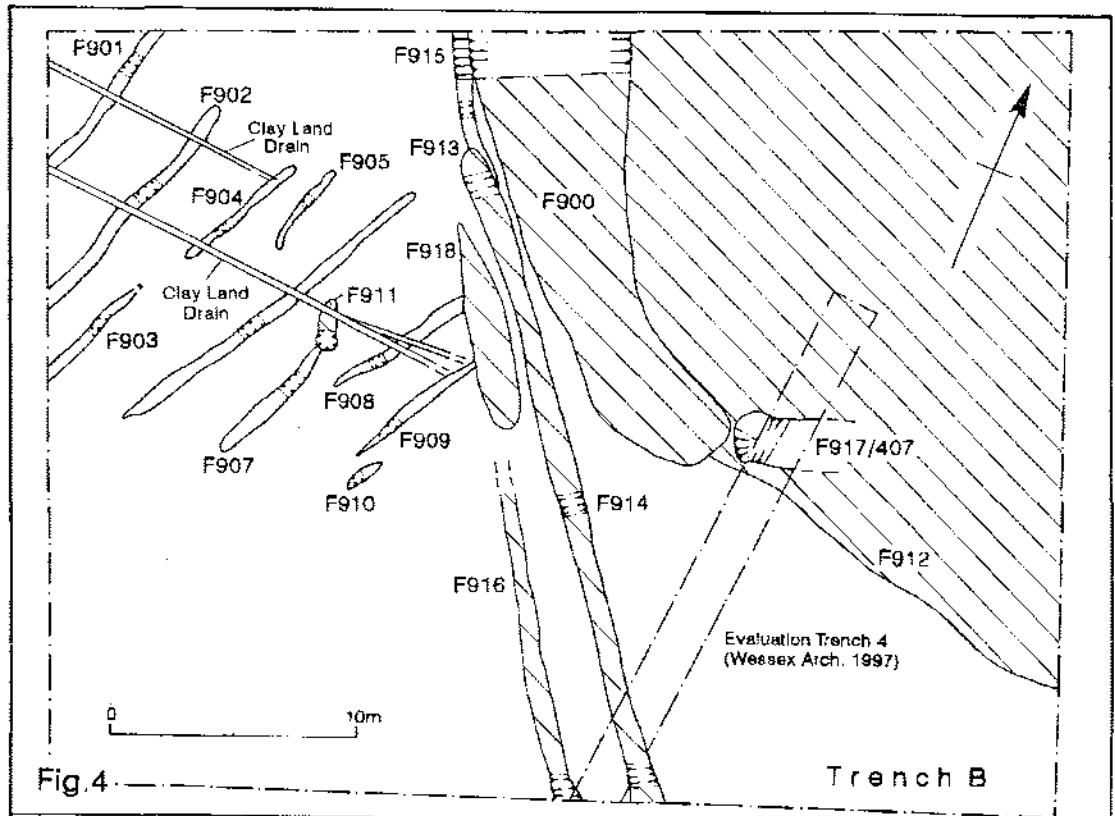 F901
F915
F902
Clay Land
Drain
F905
F913
F904
F900
F918
Clay Land
Drain
F911
F903
F908
F917/407
F909
F907
F910
F914
F912
F916
Evaluation Trench 4
(Wessex Arch. 1997)
0
10m
Fig.4
Trench B